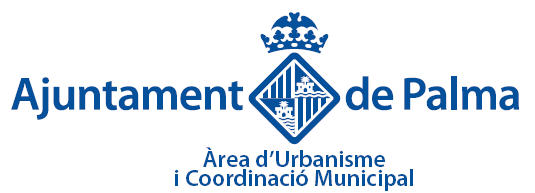 Ajuntament de Palma
Àrea d'Urbanisme
i Coordinació Municipal